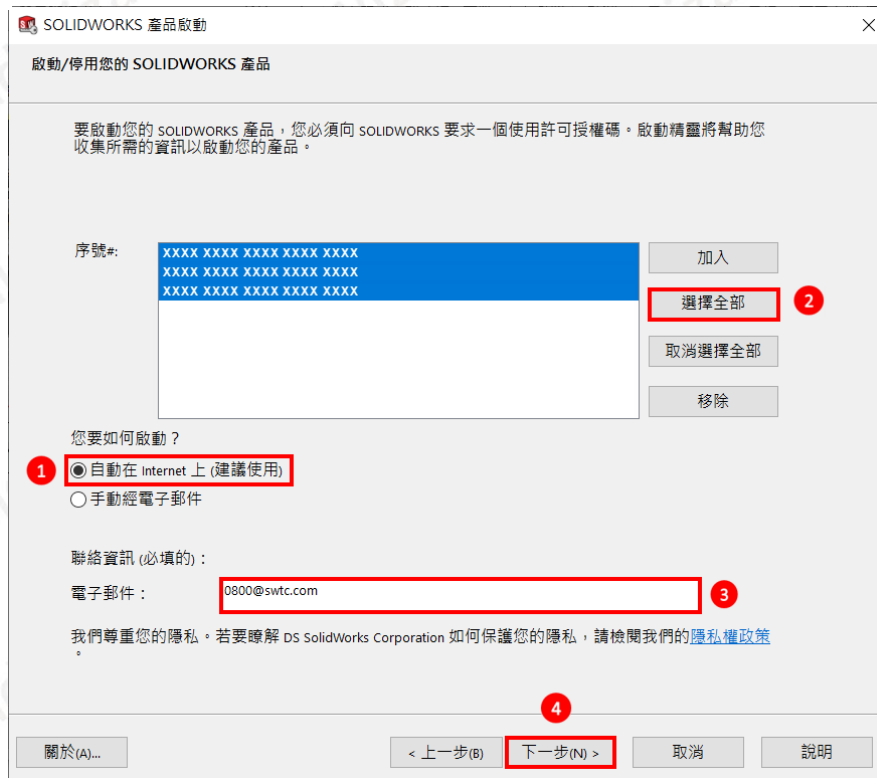 SOLIDWORKS 產品啟動
啟動/停用您的 SOLIDWORKS 產品
要啟動您的 SOLIDWORKS 產品，您必須向 SOLIDWORKS 要求一個使用許可授權碼。啟動精靈將幫助您
收集所需的資訊以啟動您的產品。
序號#:
XXXX XXXX XXXX XXXX XXXX
XXXX XXXX XXXX XXXX XXXX
XXXX XXXX XXXX XXXX XXXX
加入
選擇全部
2
取消選擇全部
移除
您要如何啟動？
1
自動在 Internet 上 (建議使用)
手動經電子郵件
聯絡資訊 (必填的)：
電子郵件：
0800@swtc.com
3
我們尊重您的隱私。若要瞭解 DS SolidWorks Corporation 如何保護您的隱私，請檢閱我們的隱私權政策
。
4
關於(A)...
< 上一步(B)
下一步(N) >
取消
說明